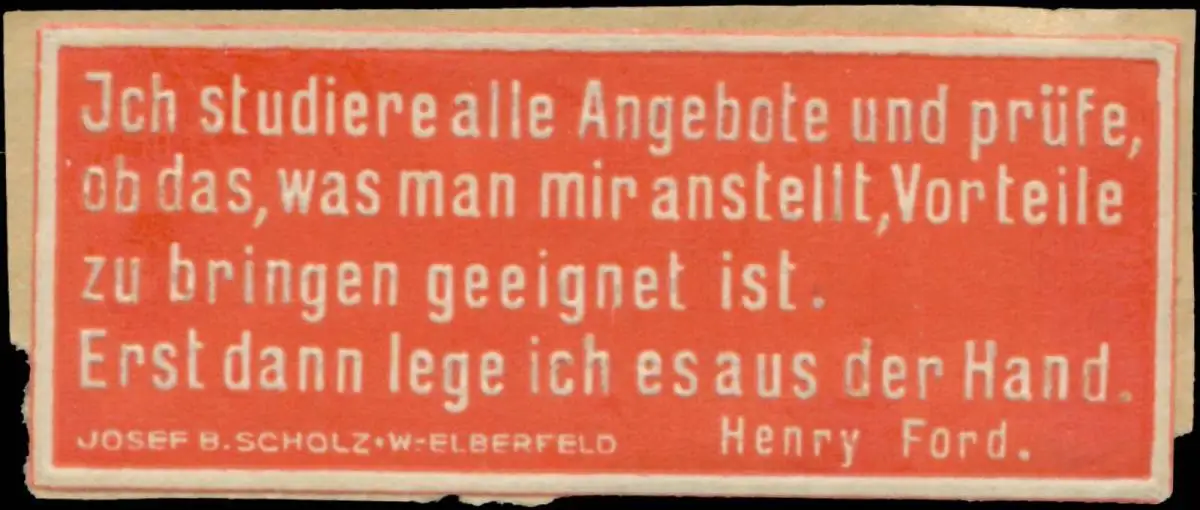 Ich studiere alle Angebote und prüfe,
ob das, was man mir anstellt, Vorteile
zu bringen geeignet ist.
Erst dann lege ich es aus der Hand.
JOSEF B. SCHOLZ • W.-ELBERFELD
Henry Ford.